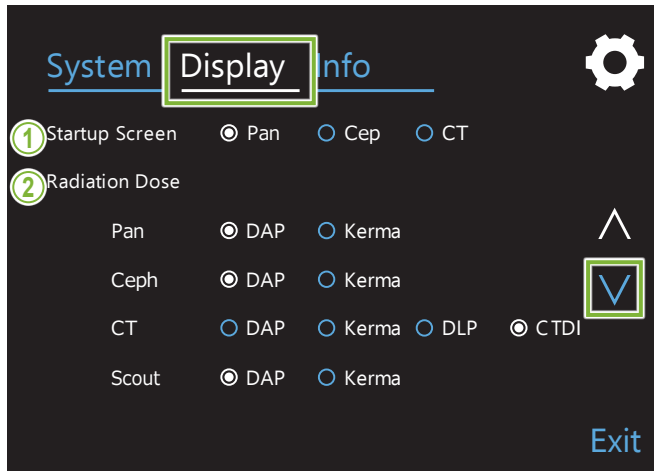 System Display Info
1 Startup Screen Pan Cep CT
2 Radiation Dose
Pan DAP Kerma
Ceph DAP Kerma
CT DAP Kerma DLP CTDI
Scout DAP Kerma
Exit